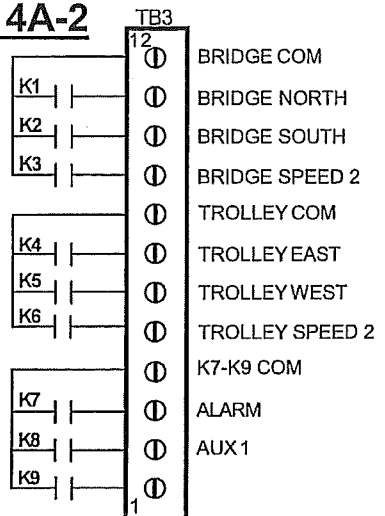 4A-2
TB3
12
BRIDGE COM
K1
BRIDGE NORTH
K2
BRIDGE SOUTH
K3
BRIDGE SPEED 2
TROLLEY COM
K4
TROLLEY EAST
K5
TROLLEY WEST
K6
TROLLEY SPEED 2
K7-K9 COM
K7
ALARM
K8
AUX 1
K9
1